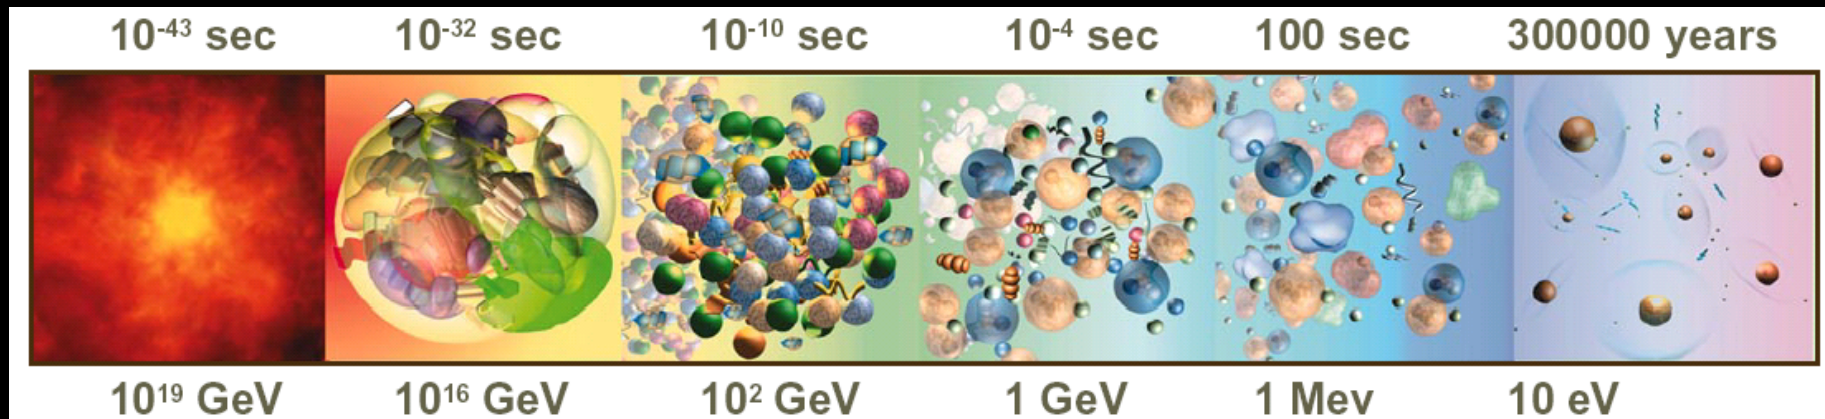 10⁻⁴³ sec 10⁻³² sec 10⁻¹⁰ sec 10⁻⁴ sec 100 sec 300000 years
10¹⁹ GeV 10¹⁶ GeV 10² GeV 1 GeV 1 Mev 10 eV